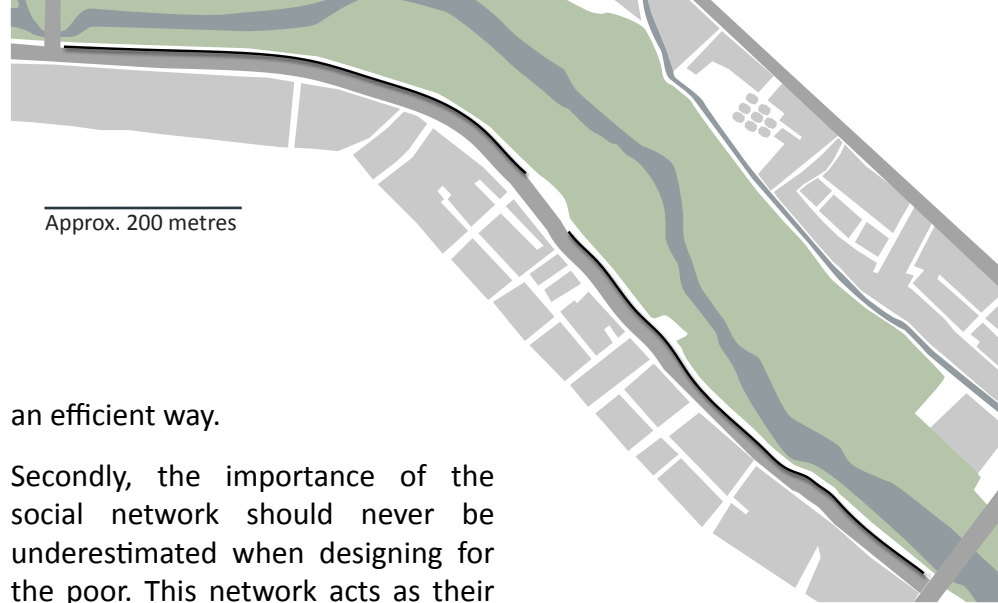 Approx. 200 metres
an efficient way.
Secondly, the importance of the
social network should never be
underestimated when designing for
the poor. This network acts as their